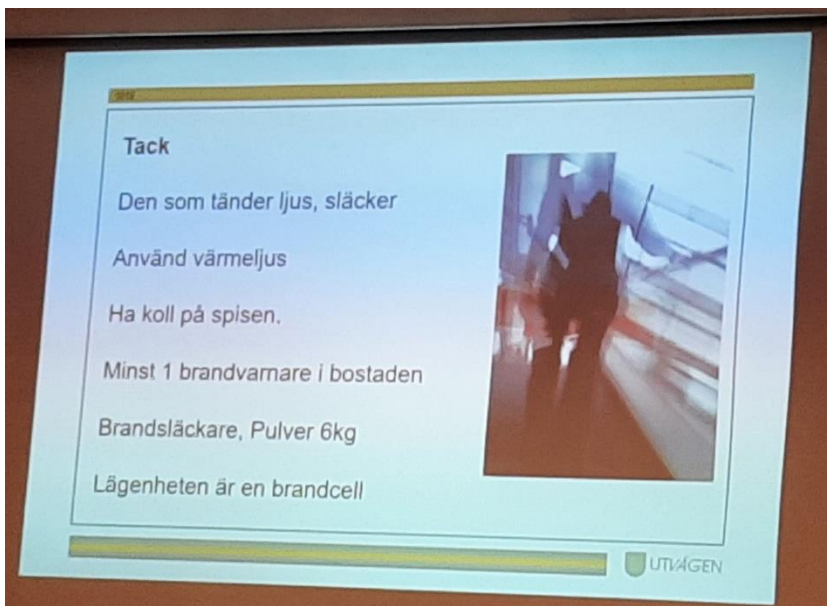 Tack
Den som tänder ljus, släcker
Använd värmeljus
Ha koll på spisen.
Minst 1 brandvarnare i bostaden
Brandsläckare, Pulver 6kg
Lägenheten är en brandcell
UTVÄGEN